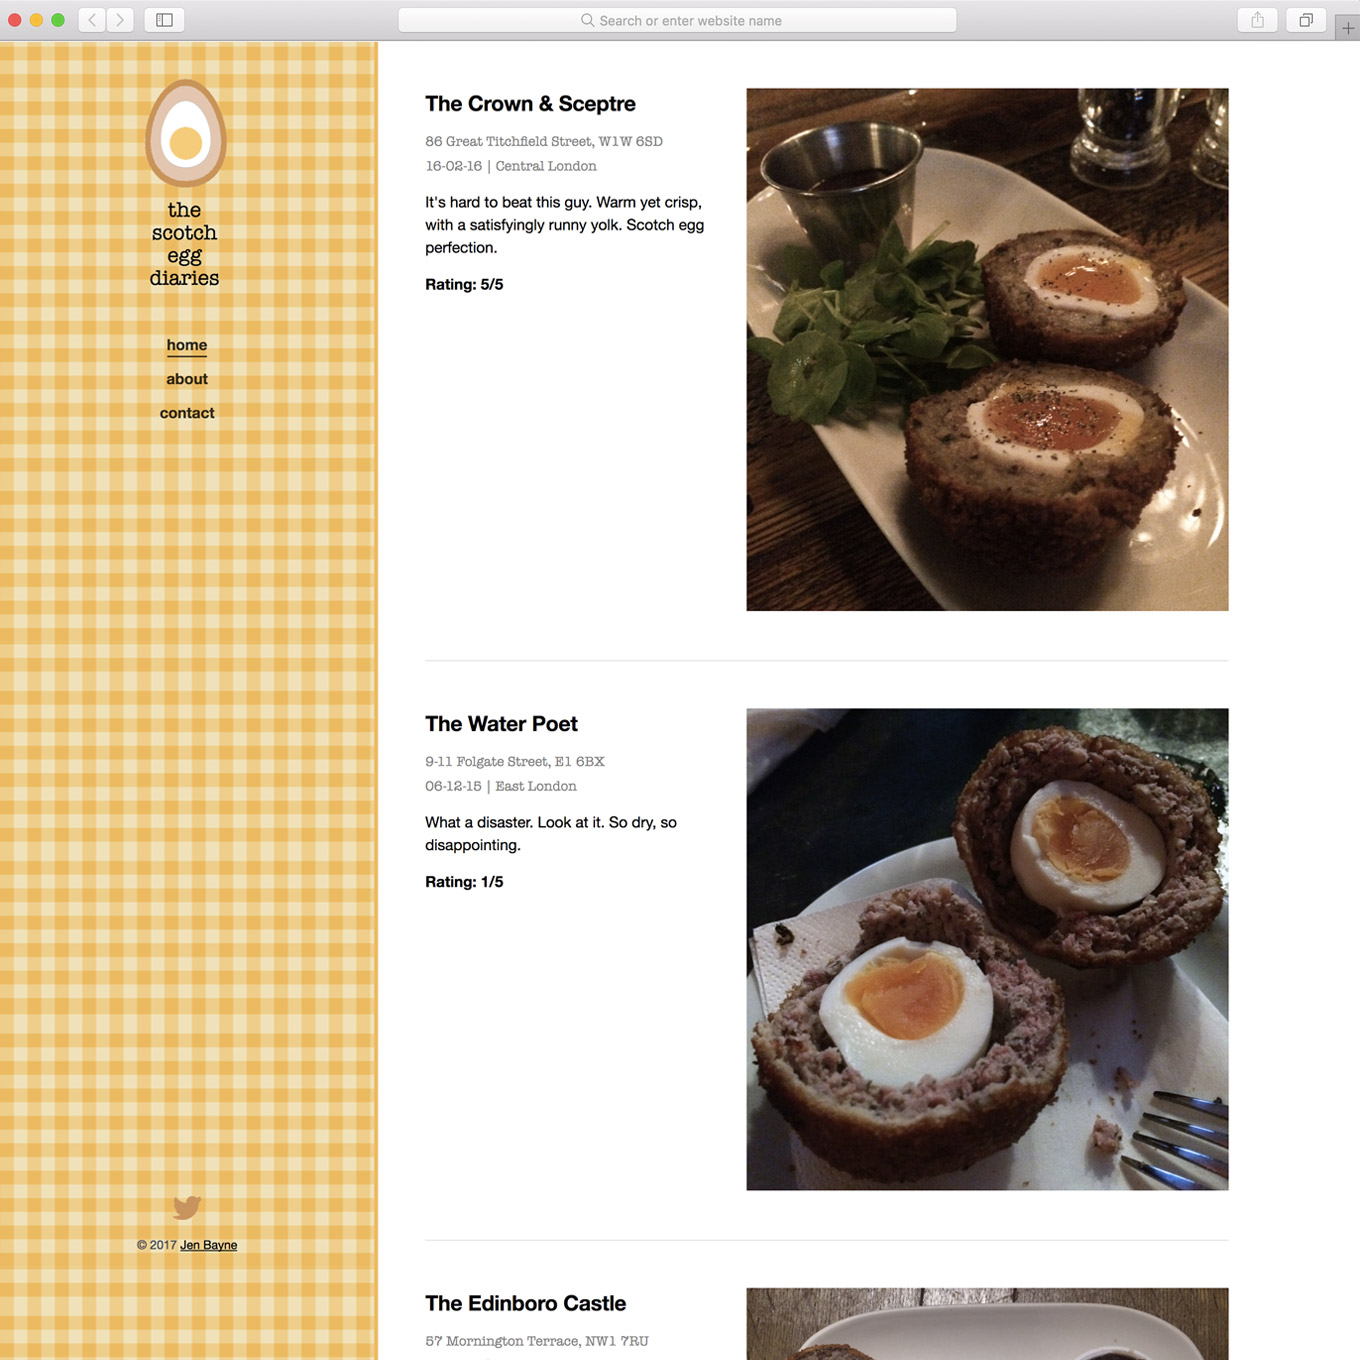 Search or enter website name
the
scotch
egg
diaries
home
about
contact
© 2017 Jen Bayne
The Crown & Sceptre
86 Great Titchfield Street, W1W 6SD
16-02-16 | Central London
It's hard to beat this guy. Warm yet crisp,
with a satisfyingly runny yolk. Scotch egg
perfection.
Rating: 5/5
The Water Poet
9-11 Folgate Street, E1 6BX
06-12-15 | East London
What a disaster. Look at it. So dry, so
disappointing.
Rating: 1/5
The Edinboro Castle
57 Mornington Terrace, NW1 7RU